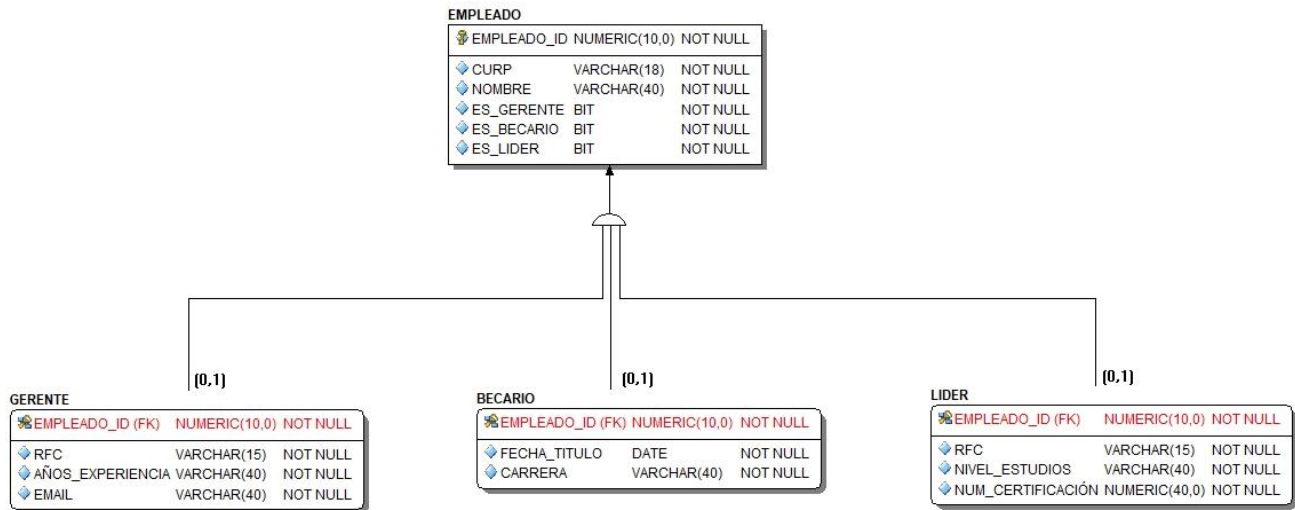 EMPLEADO
EMPLEADO_ID NUMERIC(10,0) NOT NULL
CURP VARCHAR(18) NOT NULL
NOMBRE VARCHAR(40) NOT NULL
ES_GERENTE BIT NOT NULL
ES_BECARIO BIT NOT NULL
ES_LIDER BIT NOT NULL
(0,1)
GERENTE
EMPLEADO_ID (FK) NUMERIC(10,0) NOT NULL
RFC VARCHAR(15) NOT NULL
AÑOS_EXPERIENCIA VARCHAR(40) NOT NULL
EMAIL VARCHAR(40) NOT NULL
(0,1)
BECARIO
EMPLEADO_ID (FK) NUMERIC(10,0) NOT NULL
FECHA_TITULO DATE NOT NULL
CARRERA VARCHAR(40) NOT NULL
(0,1)
LIDER
EMPLEADO_ID (FK) NUMERIC(10,0) NOT NULL
RFC VARCHAR(15) NOT NULL
NIVEL_ESTUDIOS VARCHAR(40) NOT NULL
NUM_CERTIFICACIÓN NUMERIC(40,0) NOT NULL